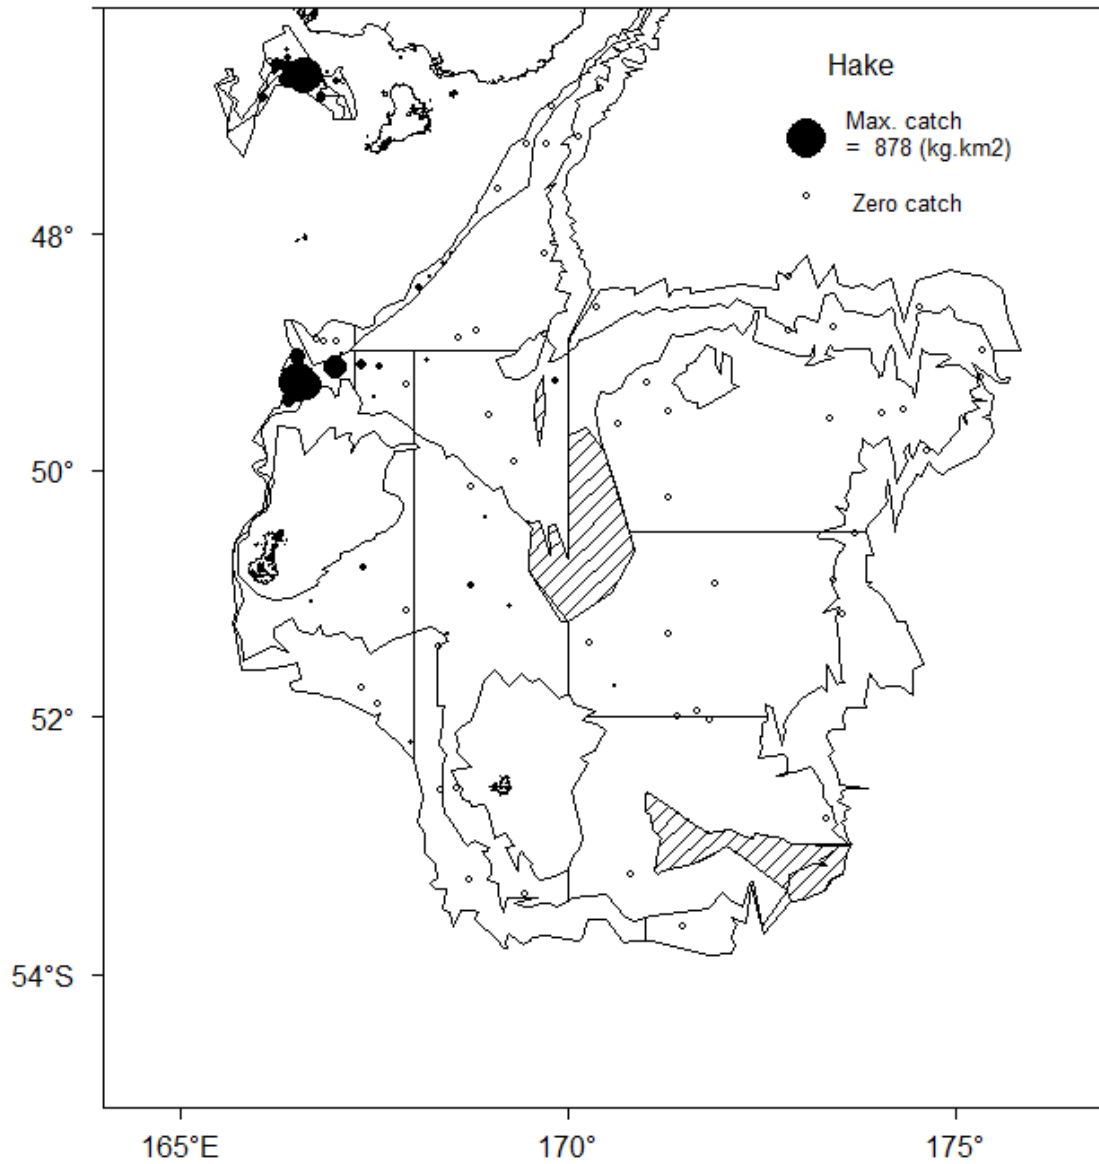 Hake
Max. catch
= 878 (kg.km2)
Zero catch
48°
50°
52°
54°S
165°E
170°
175°